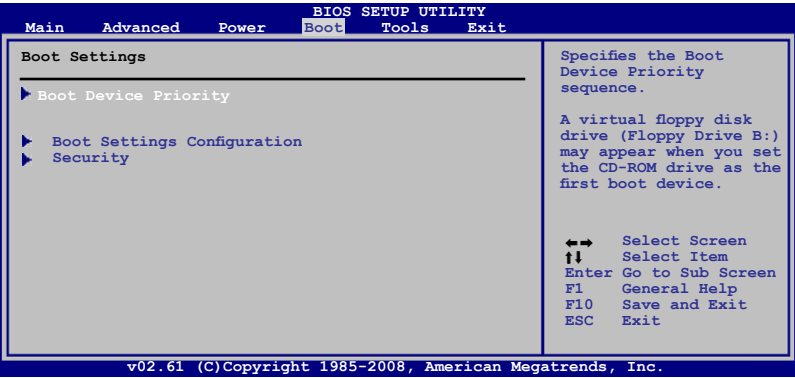 BIOS SETUP UTILITY
Main Advanced Power Boot Tools Exit
Boot Settings
Boot Device Priority
Boot Settings Configuration
Security
Specifies the Boot
Device Priority
sequence.
A virtual floppy disk
drive (Floppy Drive B:)
may appear when you set
the CD-ROM drive as the
first boot device.
←→ Select Screen
↑↓ Select Item
Enter Go to Sub Screen
F1 General Help
F10 Save and Exit
ESC Exit
v02.61 (C)Copyright 1985-2008, American Megatrends, Inc.